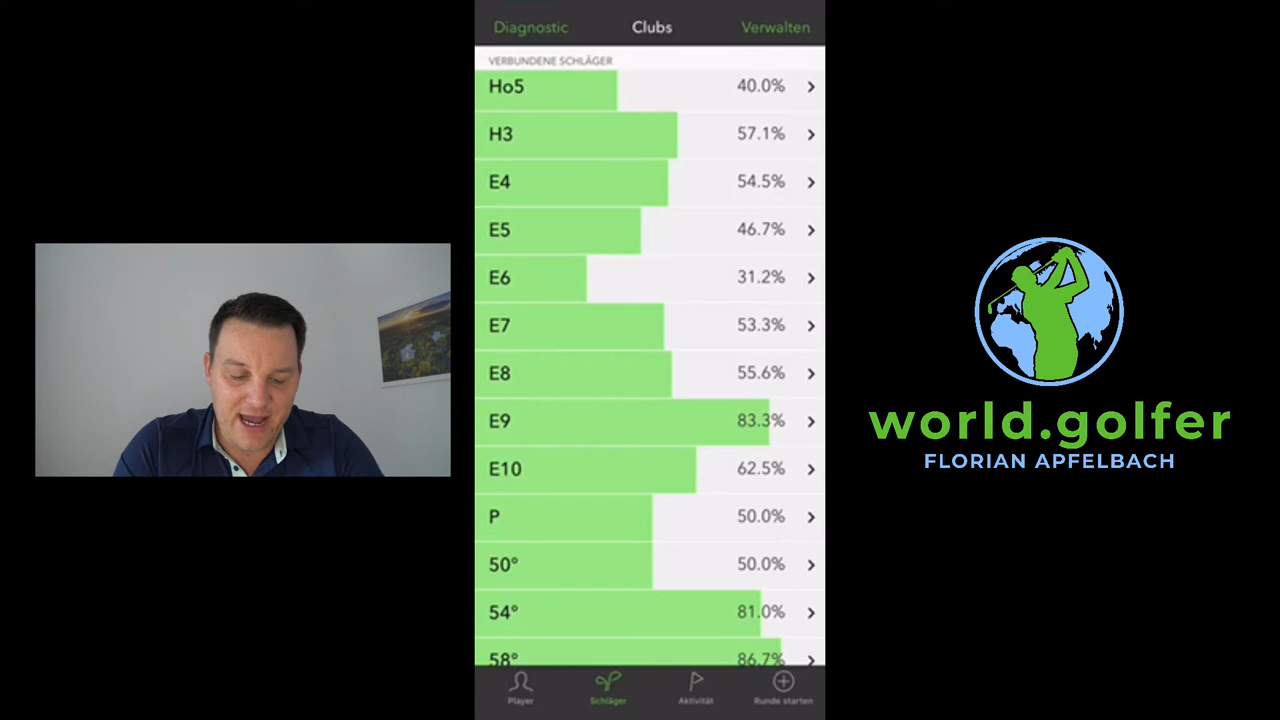 Diagnostic Clubs Verwalten
VERBUNDENE SCHLÄGER
Ho5 40.0%
H3 57.1%
E4 54.5%
E5 46.7%
E6 31.2%
E7 53.3%
E8 55.6%
E9 83.3%
E10 62.5%
P 50.0%
50° 50.0%
54° 81.0%
58° 86.7%
Player Schläger Aktivität Runde starten
world.golfer
FLORIAN APFELBACH